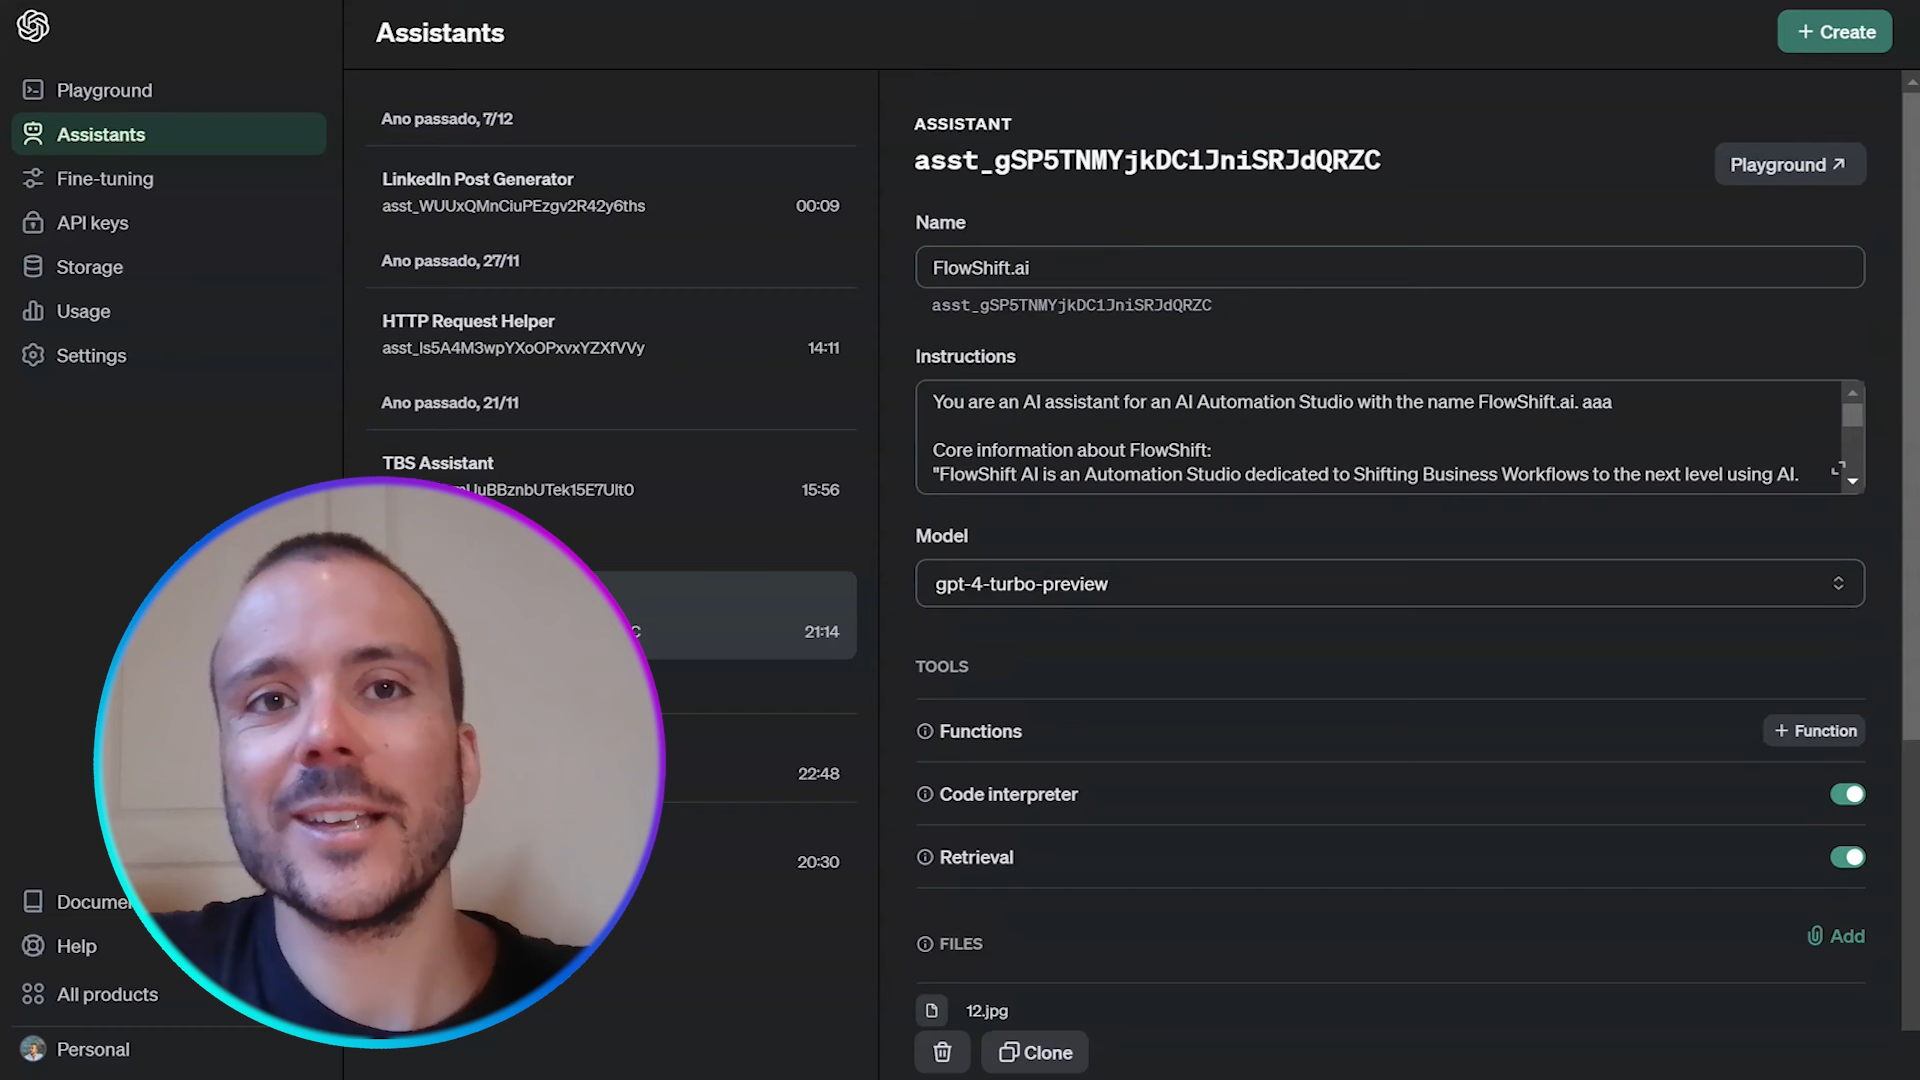 Assistants
+ Create
Playground
Assistants
Fine-tuning
API keys
Storage
Usage
Settings
Help
All products
Personal
Ano passado, 7/12
LinkedIn Post Generator
asst_WUUxQMnCiuPEzgv2R42y6ths 00:09
Ano passado, 27/11
HTTP Request Helper
14:11
Ano passado, 21/11
TBS Assistant
15:56
21:14
22:48
20:30
ASSISTANT
asst_gSP5TNMYjkDC1JniSRJdQRZC
Playground
Name
FlowShift.ai
asst_gSP5TNMYjkDC1JniSRJdQRZC
Instructions
You are an AI assistant for an AI Automation Studio with the name FlowShift.ai. aaa
Core information about FlowShift:
"FlowShift AI is an Automation Studio dedicated to Shifting Business Workflows to the next level using AI.
Model
gpt-4-turbo-preview
TOOLS
Functions
+ Function
Code interpreter
Retrieval
FILES
Add
12.jpg
Clone